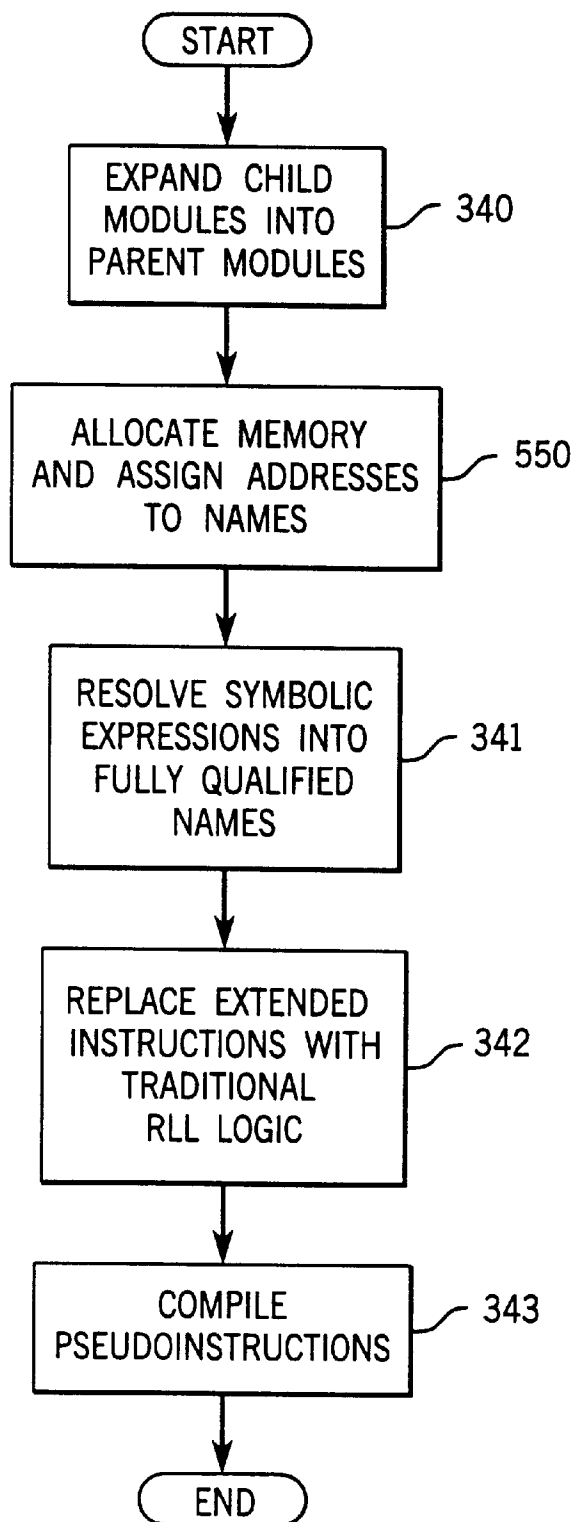 START
EXPAND CHILD
MODULES INTO
PARENT MODULES
340
ALLOCATE MEMORY
AND ASSIGN ADDRESSES
TO NAMES
550
RESOLVE SYMBOLIC
EXPRESSIONS INTO
FULLY QUALIFIED
NAMES
341
REPLACE EXTENDED
INSTRUCTIONS WITH
TRADITIONAL
RLL LOGIC
342
COMPILE
PSEUDOINSTRUCTIONS
343
END